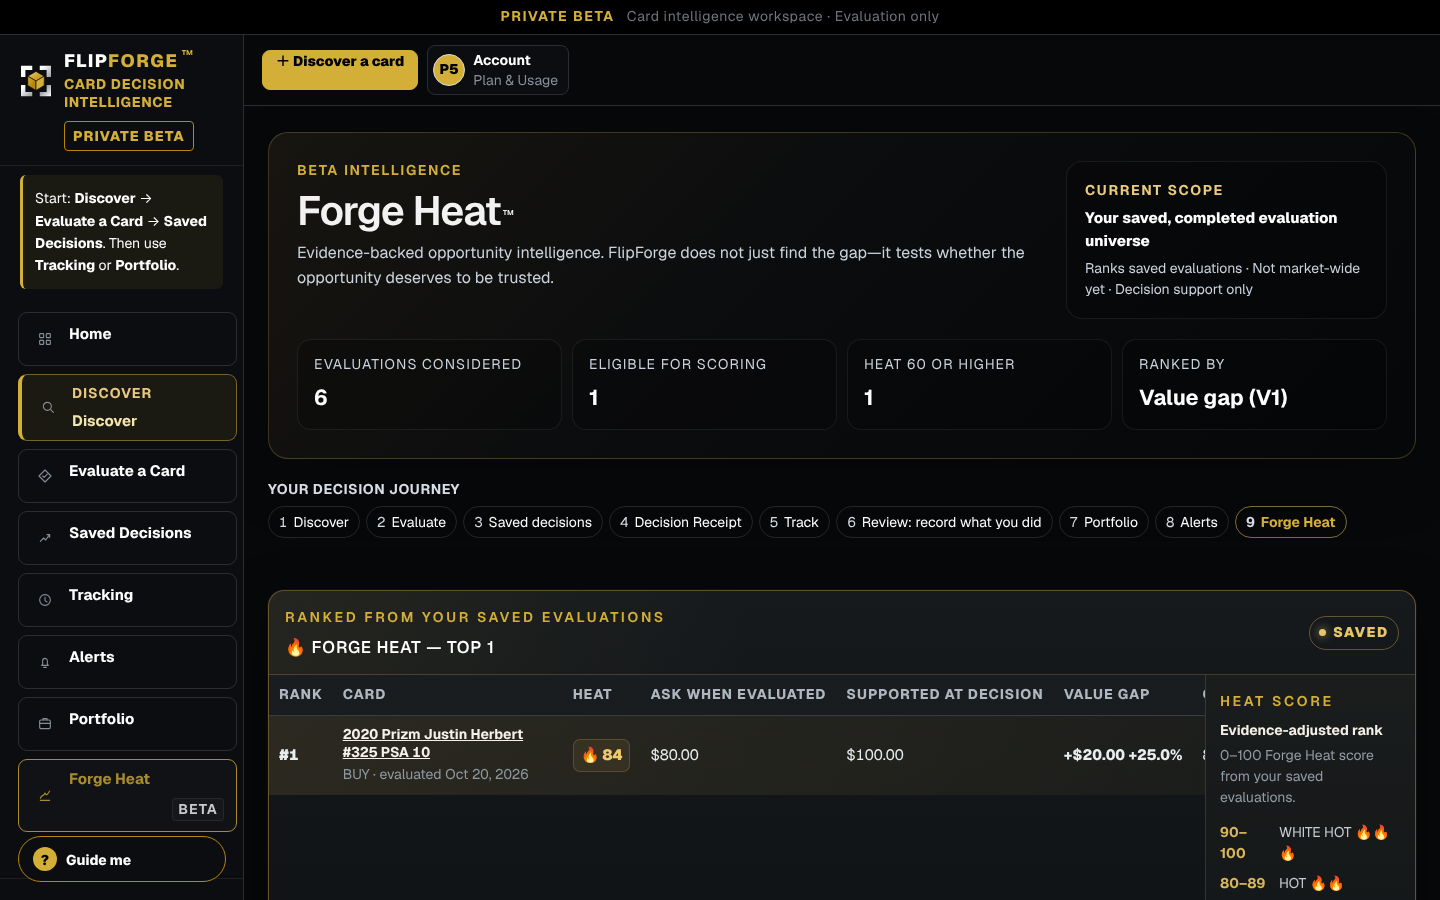 PRIVATE BETA Card intelligence workspace · Evaluation only
FLIPFORGE™
CARD DECISION
INTELLIGENCE
PRIVATE BETA
Start: Discover →
Evaluate a Card → Saved
Decisions. Then use
Tracking or Portfolio.
Home
DISCOVER
Discover
Evaluate a Card
Saved Decisions
Tracking
Alerts
Portfolio
Forge Heat
BETA
? Guide me
+ Discover a card
P5
Account
Plan & Usage
BETA INTELLIGENCE
Forge Heat™
Evidence-backed opportunity intelligence. FlipForge does not just find the gap—it tests whether the
opportunity deserves to be trusted.
CURRENT SCOPE
Your saved, completed evaluation
universe
Ranks saved evaluations · Not market-wide
yet · Decision support only
EVALUATIONS CONSIDERED
6
ELIGIBLE FOR SCORING
1
HEAT 60 OR HIGHER
1
RANKED BY
Value gap (V1)
YOUR DECISION JOURNEY
1 Discover
2 Evaluate
3 Saved decisions
4 Decision Receipt
5 Track
6 Review: record what you did
7 Portfolio
8 Alerts
9 Forge Heat
RANKED FROM YOUR SAVED EVALUATIONS
🔥 FORGE HEAT — TOP 1
SAVED
RANK CARD HEAT ASK WHEN EVALUATED SUPPORTED AT DECISION VALUE GAP
#1
2020 Prizm Justin Herbert
#325 PSA 10
BUY · evaluated Oct 20, 2026
🔥 84
$80.00
$100.00
+$20.00 +25.0%
HEAT SCORE
Evidence-adjusted rank
0–100 Forge Heat score
from your saved
evaluations.
90–
100
WHITE HOT 🔥🔥
🔥
80–89 HOT 🔥🔥